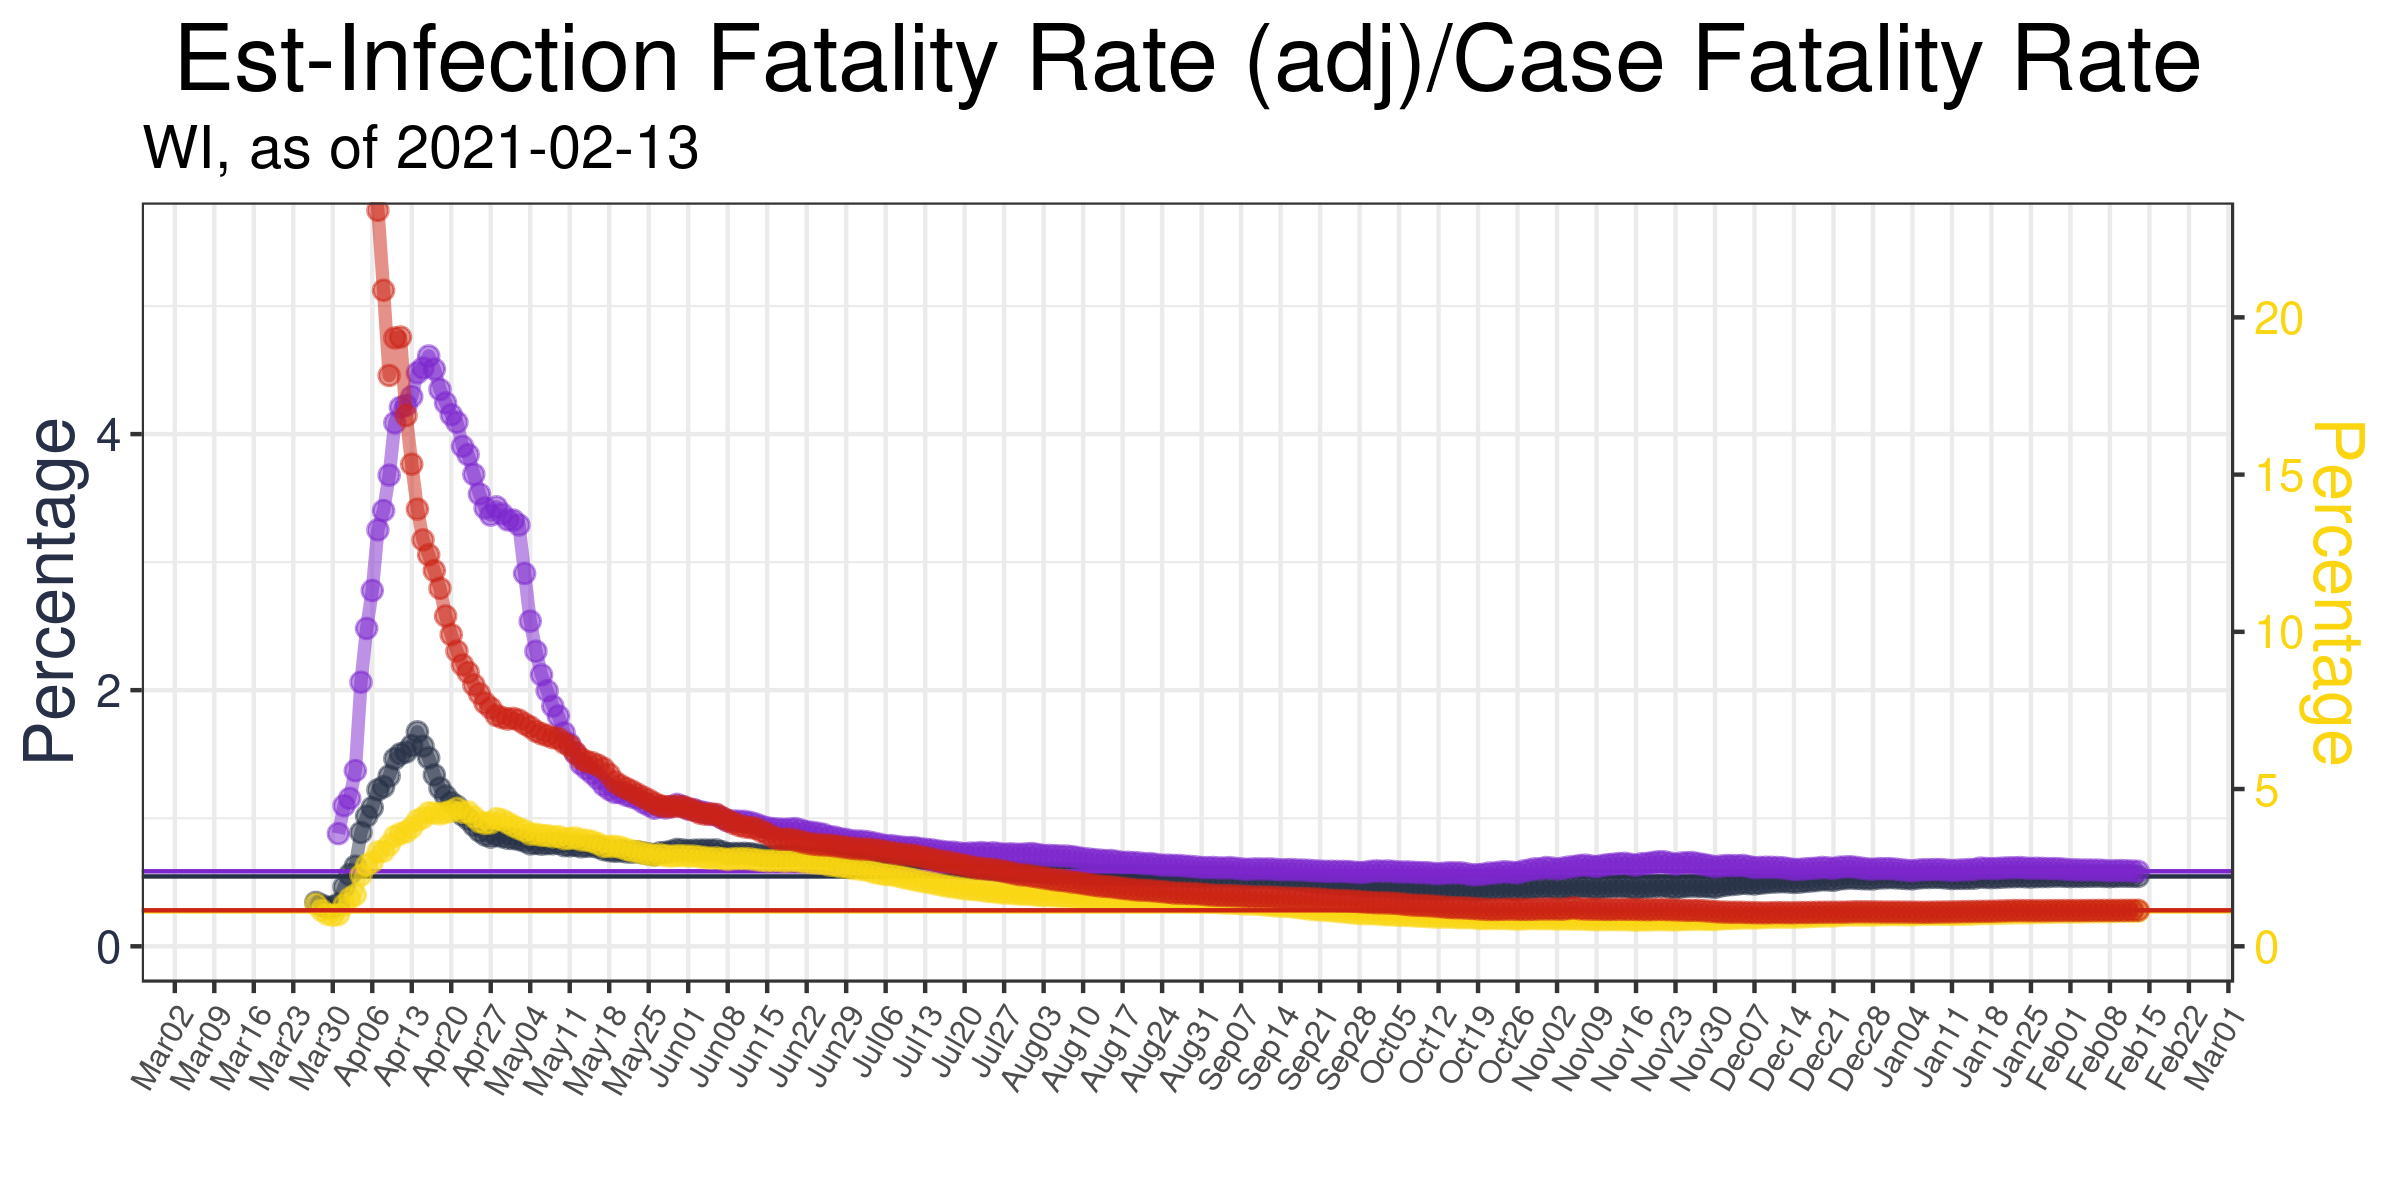 Est-Infection Fatality Rate (adj)/Case Fatality Rate
WI, as of 2021-02-13
Percentage
4
2
0
20
15
10
5
0
Percentage
Mar02
Mar09
Mar16
Mar23
Mar30
Apr06
Apr13
Apr20
Apr27
May04
May11
May18
May25
Jun01
Jun08
Jun15
Jun22
Jun29
Jul06
Jul13
Jul20
Jul27
Aug03
Aug10
Aug17
Aug24
Aug31
Sep07
Sep14
Sep21
Sep28
Oct05
Oct12
Oct19
Oct26
Nov02
Nov09
Nov16
Nov23
Nov30
Dec07
Dec14
Dec21
Dec28
Jan04
Jan11
Jan18
Jan25
Feb01
Feb08
Feb15
Feb22
Mar01